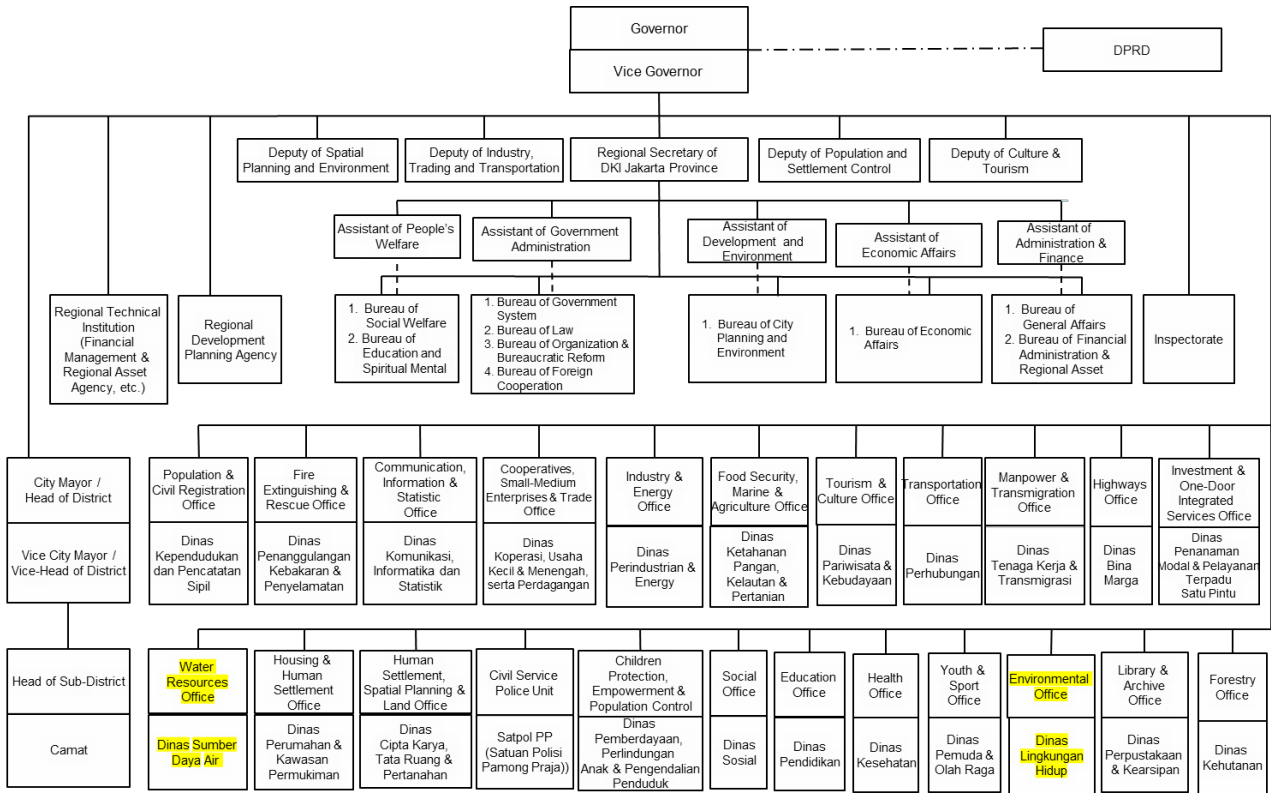 Governor
Vice Governor
DPRD
Deputy of Spatial
Planning and Environment
Deputy of Industry,
Trading and Transportation
Regional Secretary of
DKI Jakarta Province
Deputy of Population and
Settlement Control
Deputy of Culture &
Tourism
Assistant of People's
Welfare
Assistant of Government
Administration
Assistant of
Development and
Environment
Assistant of
Economic Affairs
Assistant of
Administration &
Finance
Regional Technical
Institution
(Financial
Management &
Regional Asset
Agency, etc.)
Regional
Development
Planning Agency
1. Bureau of
Social Welfare
2. Bureau of
Education and
Spiritual Mental
1. Bureau of Government
System
2. Bureau of Law
3. Bureau of Organization &
Bureaucratic Reform
4. Bureau of Foreign
Cooperation
1. Bureau of City
Planning and
Environment
1. Bureau of Economic
Affairs
1. Bureau of
General Affairs
2. Bureau of Financial
Administration &
Regional Asset
Inspectorate
City Mayor /
Head of District
Vice City Mayor /
Vice-Head of District
Population &
Civil Registration
Office
Dinas
Kependudukan
dan Pencatatan
Sipil
Fire
Extinguishing &
Rescue Office
Dinas
Penanggulangan
Kebakaran &
Penyelamatan
Communication,
Information &
Statistic
Office
Dinas
Komunikasi,
Informatika dan
Statistik
Cooperatives,
Small-Medium
Enterprises & Trade
Office
Dinas
Koperasi, Usaha
Kecil & Menengah,
serta Perdagangan
Industry &
Energy
Office
Dinas
Perindustrian &
Energy
Food Security,
Marine &
Agriculture Office
Dinas
Ketahanan
Pangan,
Kelautan &
Pertanian
Tourism &
Culture Office
Dinas
Pariwisata &
Kebudayaan
Transportation
Office
Dinas
Perhubungan
Manpower &
Transmigration
Office
Dinas
Tenaga Kerja &
Transmigrasi
Highways
Office
Dinas
Bina
Marga
Investment &
One-Door
Integrated
Services Office
Dinas
Penanaman
Modal & Pelayanan
Terpadu
Satu Pintu
Head of Sub-District
Camat
Water
Resources
Office
Dinas Sumber
Daya Air
Housing &
Human
Settlement
Office
Dinas
Perumahan &
Kawasan
Permukiman
Human
Settlement,
Spatial Planning &
Land Office
Dinas
Cipta Karya,
Tata Ruang &
Pertanahan
Civil Service
Police Unit
Satpol PP
(Satuan Polisi
Pamong Praja))
Children
Protection,
Empowerment &
Population Control
Dinas
Pemberdayaan,
Perlindungan
Anak & Pengendalian
Penduduk
Social
Office
Dinas
Sosial
Education
Office
Dinas
Pendidikan
Health
Office
Dinas
Kesehatan
Youth &
Sport Office
Dinas
Pemuda &
Olah Raga
Environmental
Office
Dinas
Lingkungan
Hidup
Library &
Archive Office
Dinas
Perpustakaan
& Kearsipan
Forestry
Office
Dinas
Kehutanan